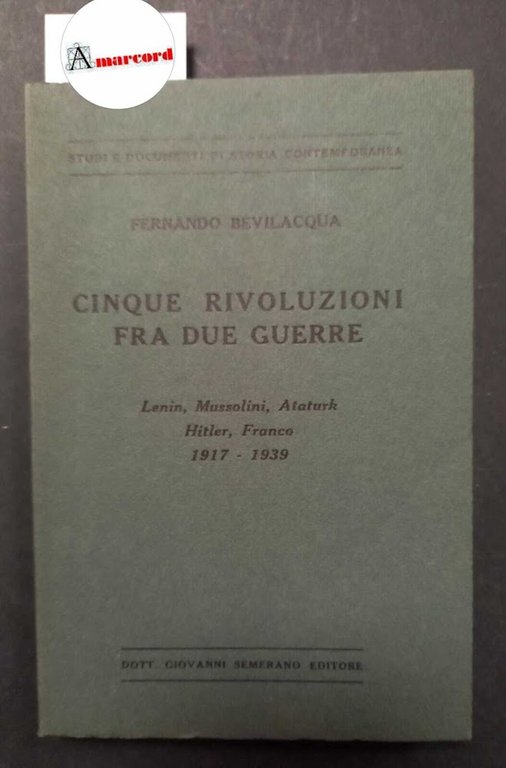 Amarcord
STUDI E DOCUMENTI DI STORIA CONTEMPORANEA
FERNANDO BEVILACQUA
CINQUE RIVOLUZIONI
FRA DUE GUERRE
Lenin, Mussolini, Ataturk
Hitler, Franco
1917 - 1939
DOTT. GIOVANNI SEMERANO EDITORE